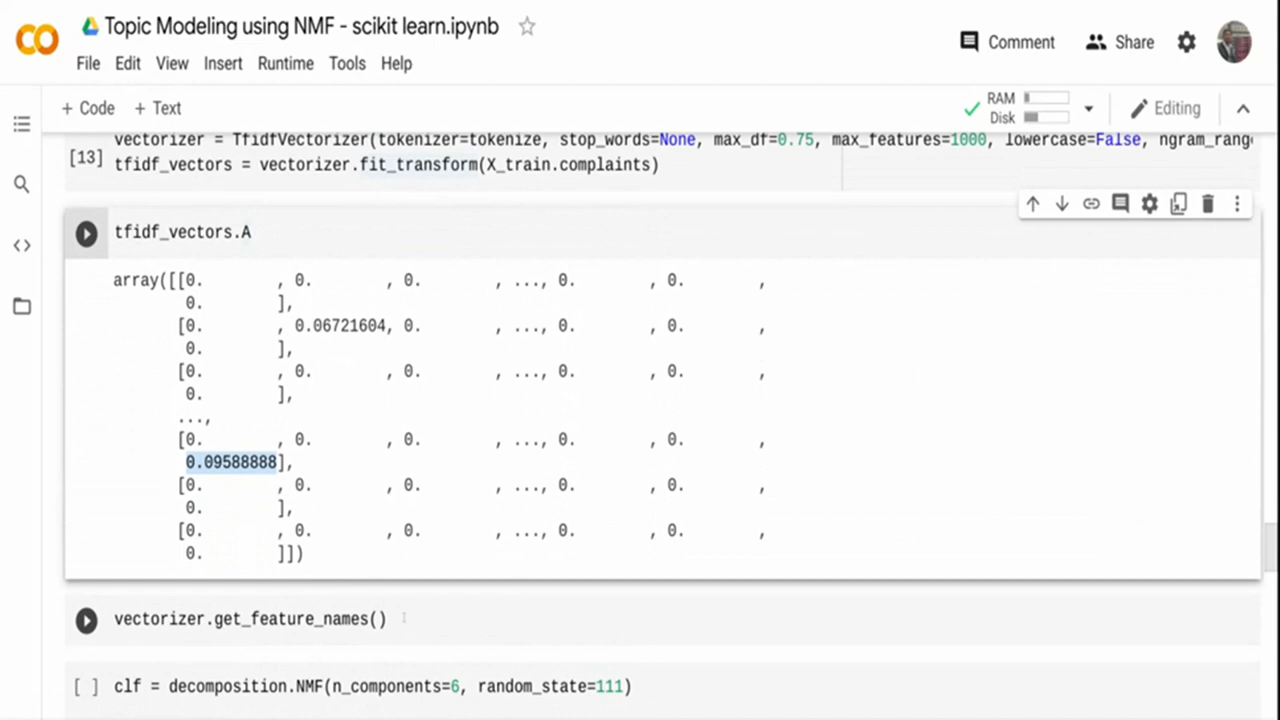 Topic Modeling using NMF - scikit learn.ipynb
File Edit View Insert Runtime Tools Help
Comment Share
+ Code + Text
RAM
Disk
Editing
vectorizer = TfidfVectorizer(tokenizer=tokenize, stop_words=None, max_df=0.75, max_features=1000, lowercase=False, ngram_rang
[13] tfidf_vectors = vectorizer.fit_transform(X_train.complaints)
tfidf_vectors.A
array([[0. , 0. , 0. , ..., 0. , 0. ,
0. ],
[0. , 0.06721604, 0. , ..., 0. , 0. ,
0. ],
[0. , 0. , 0. , ..., 0. , 0. ,
0. ],
...,
[0. , 0. , 0. , ..., 0. , 0. ,
0.09588888],
[0. , 0. , 0. , ..., 0. , 0. ,
0. ],
[0. , 0. , 0. , ..., 0. , 0. ,
0. ]])
vectorizer.get_feature_names()
[ ] clf = decomposition.NMF(n_components=6, random_state=111)